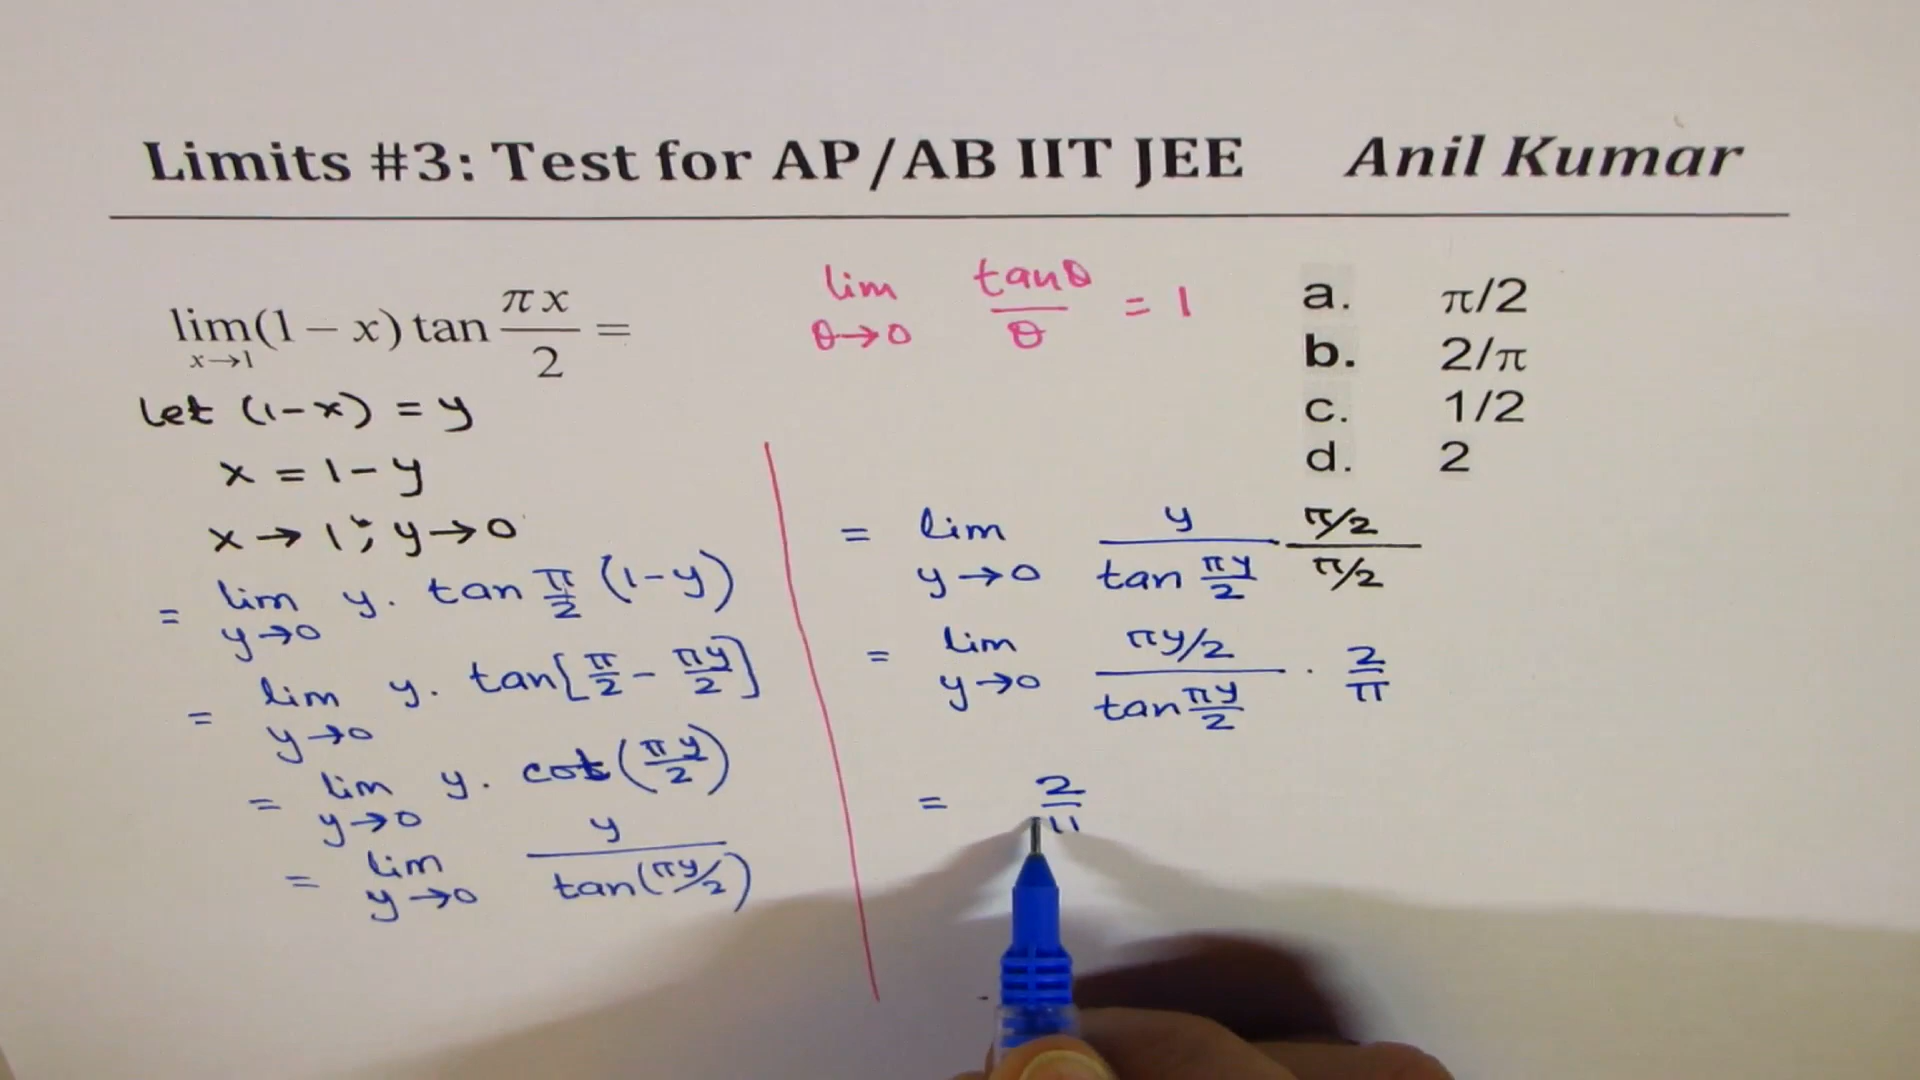 Limits #3: Test for AP/AB IIT JEE Anil Kumar
lim(1 – x) tan πx/2 =
x→1
let (1-x) = y
x = 1-y
x → 1 ; y → 0
= lim y→0 y. tan π/2 (1-y)
= lim y→0 y. tan[π/2 - πy/2]
= lim y→0 y. cot(πy/2)
= lim y→0 y/tan(πy/2)
lim θ→0 tanθ/θ = 1
a. π/2
b. 2/π
c. 1/2
d. 2
= lim y→0 y/tan πy/2 π/2/π/2
= lim y→0 πy/2/tan πy/2 . 2/π
= 2/π